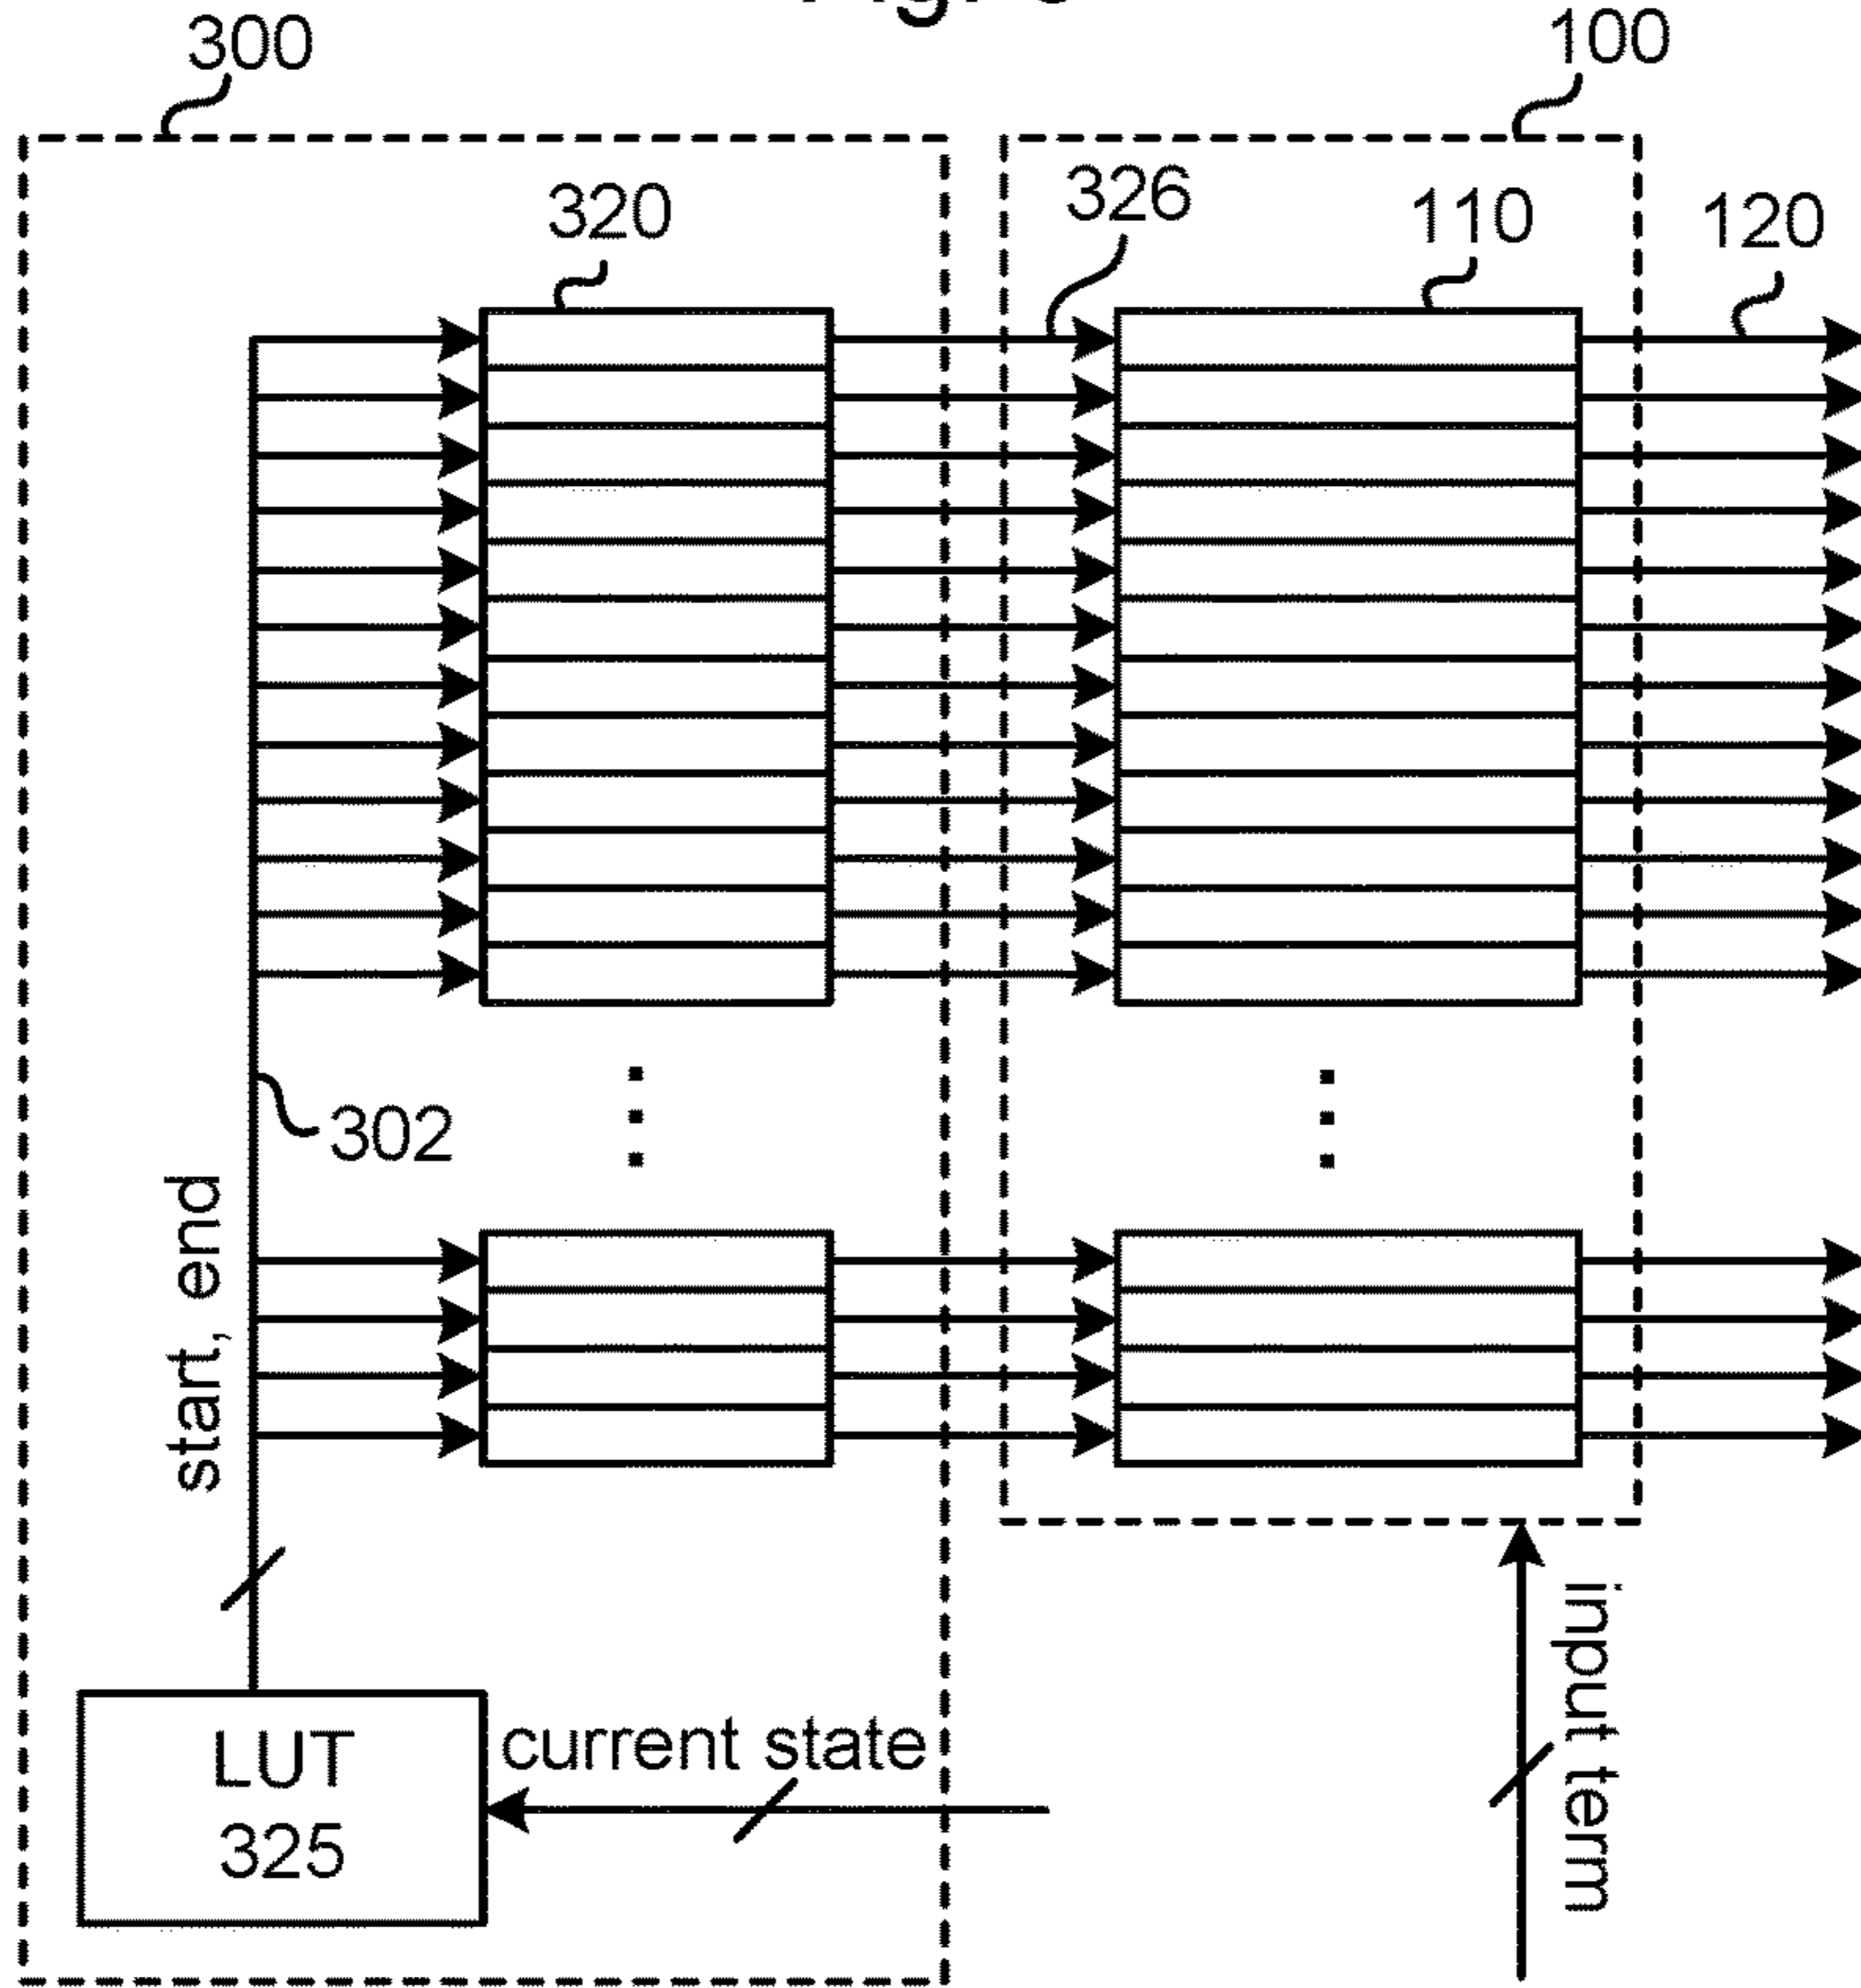 300
100
320
326
110
120
302
start, end
LUT
325
current state
input term